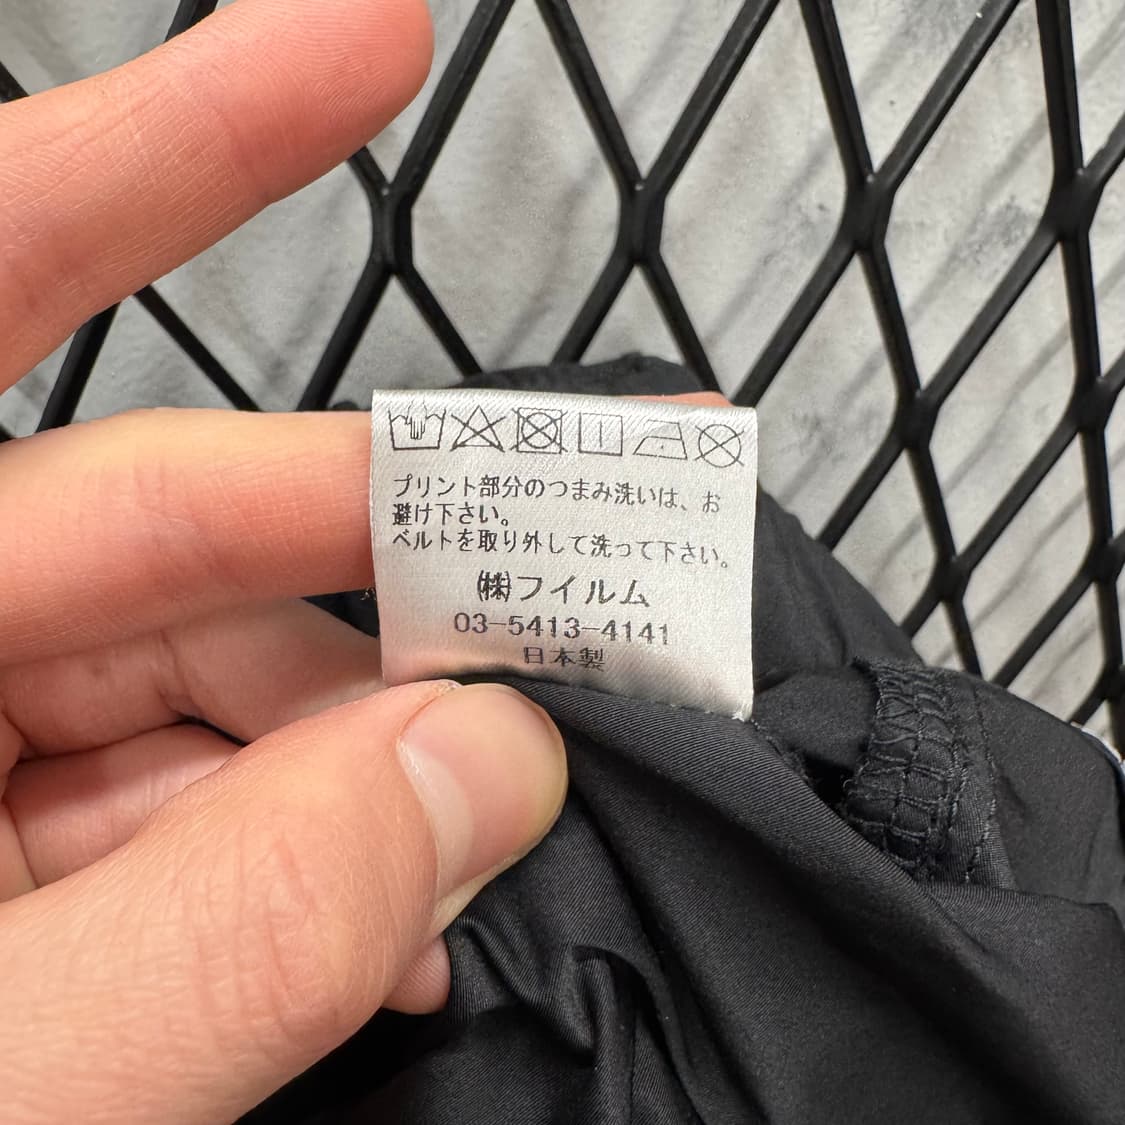 プリント部分のつまみ洗いは、お
避け下さい。
ベルトを取り外して洗って下さい。
㈱フイルム
03-5413-4141
日本製